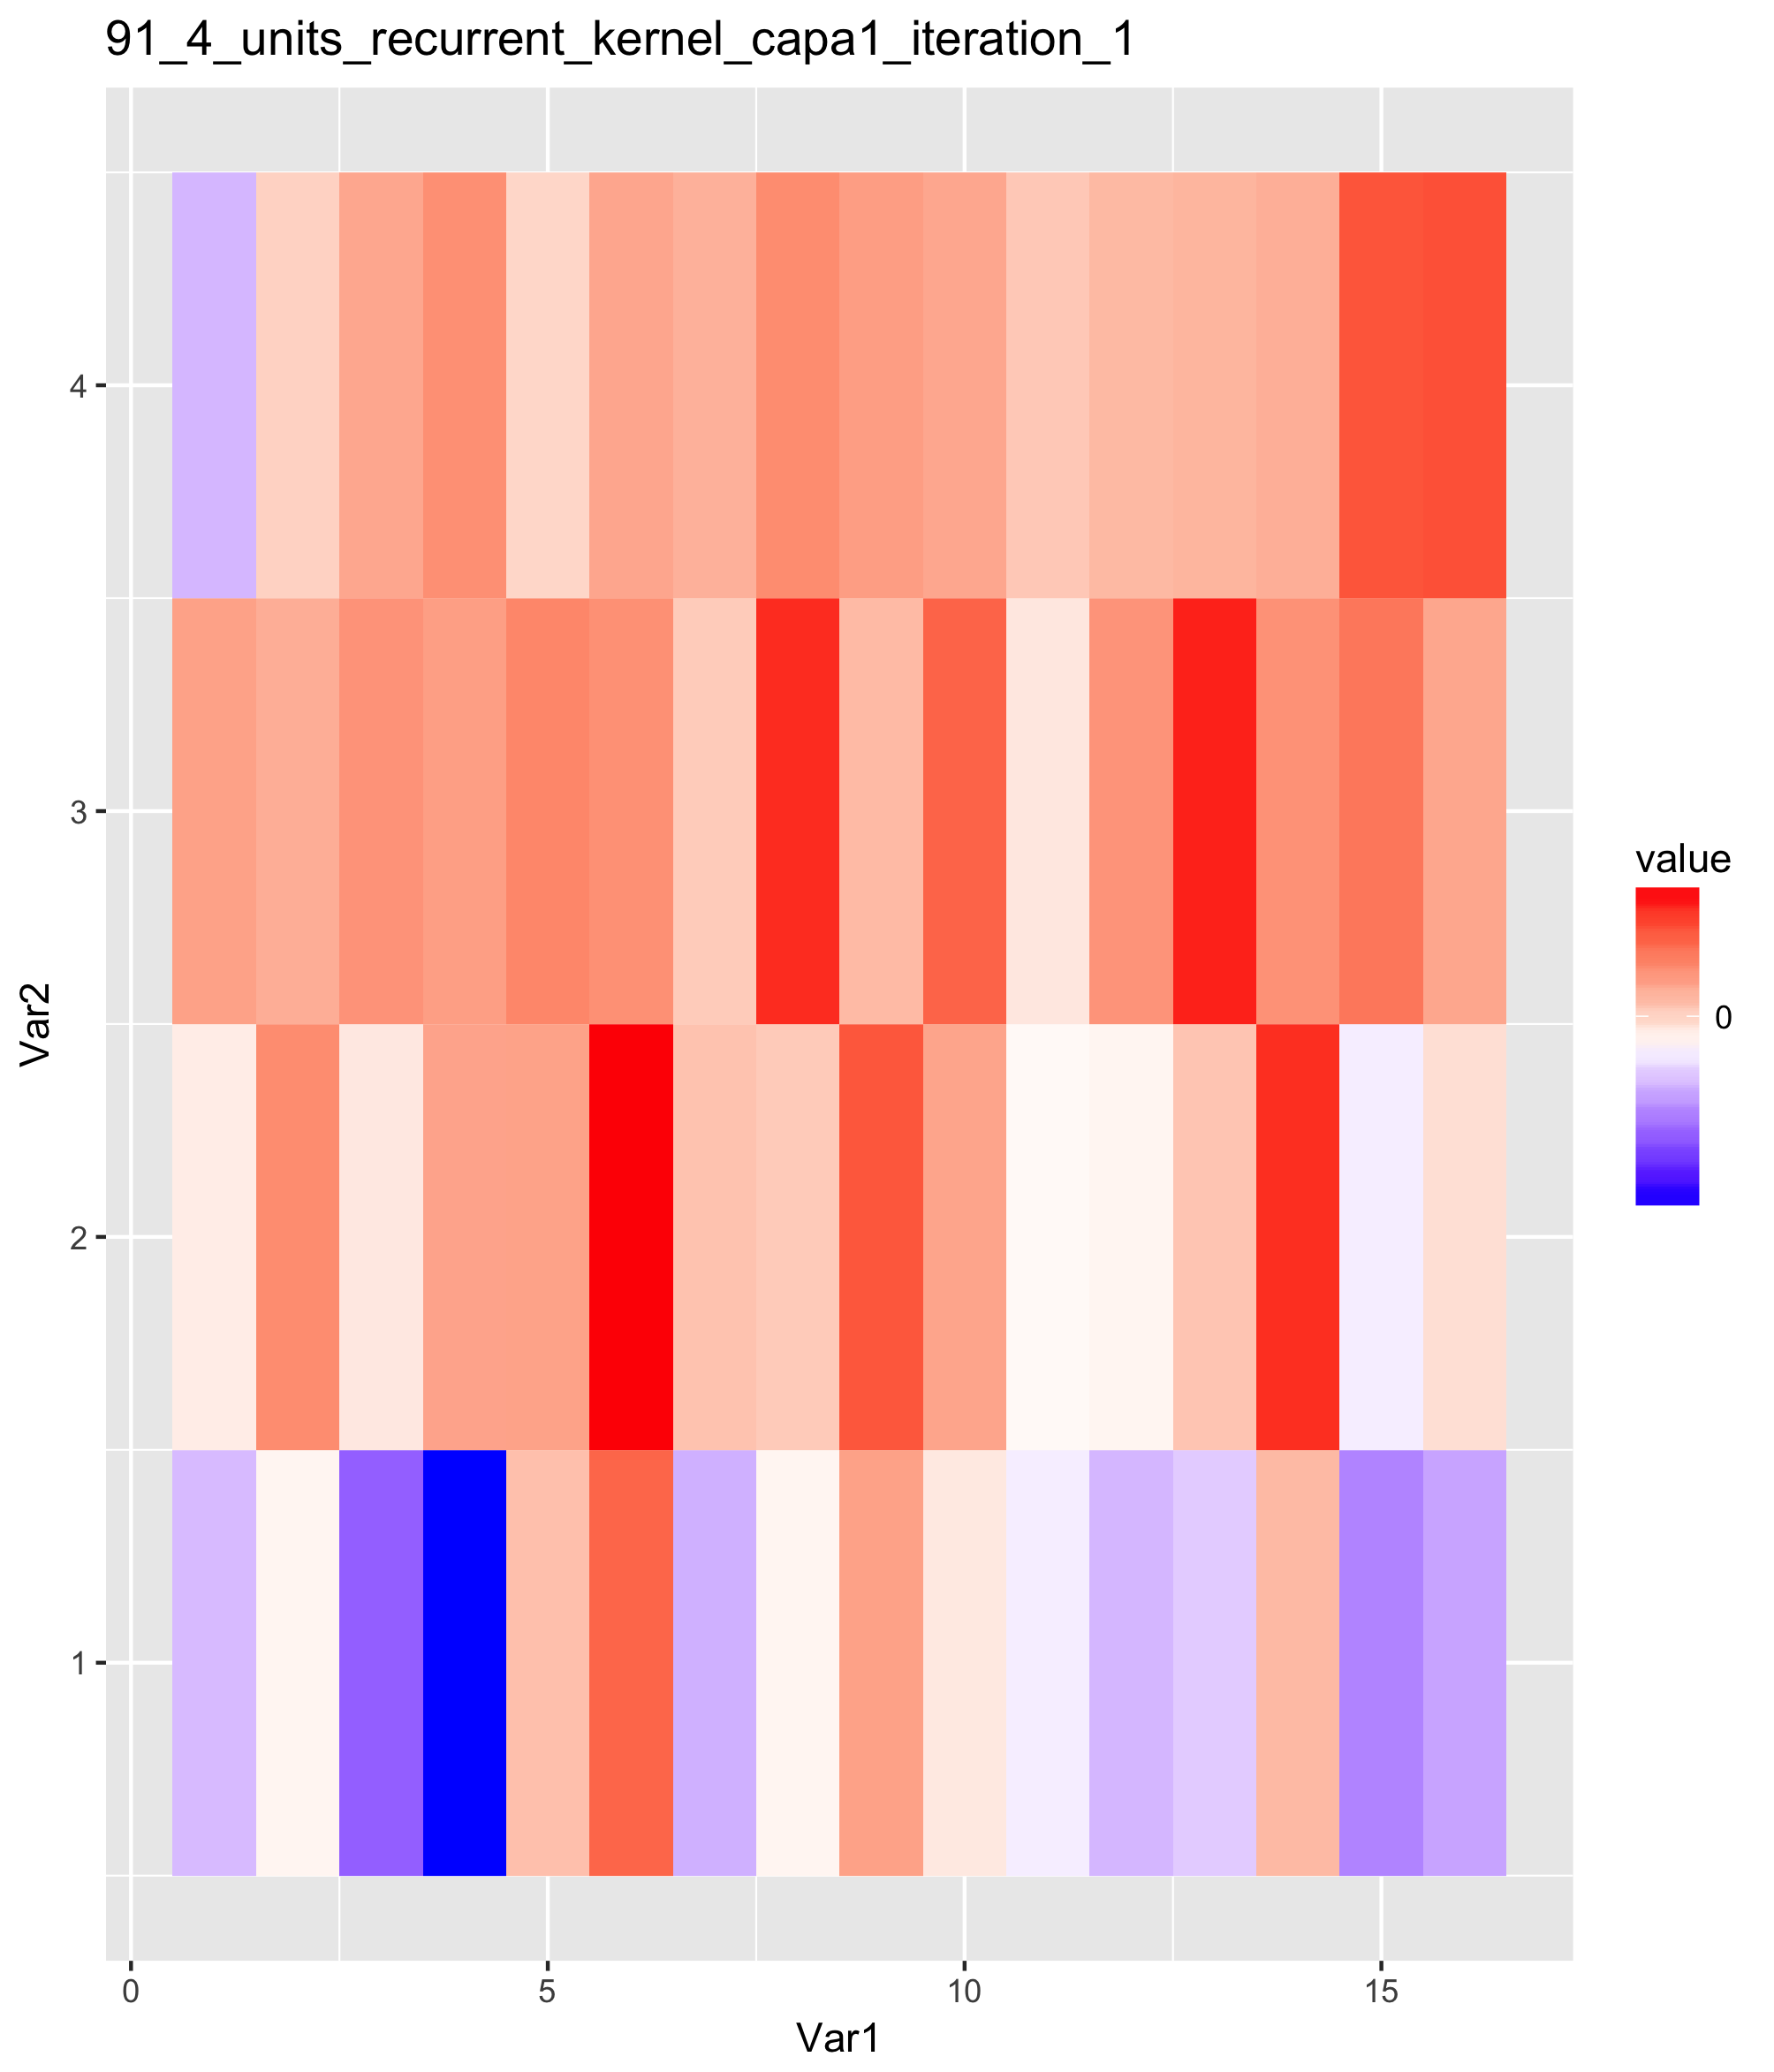 91_4_units_recurrent_kernel_capa1_iteration_1
4
3
2
1
Var2
0
5
10
15
Var1
value
0